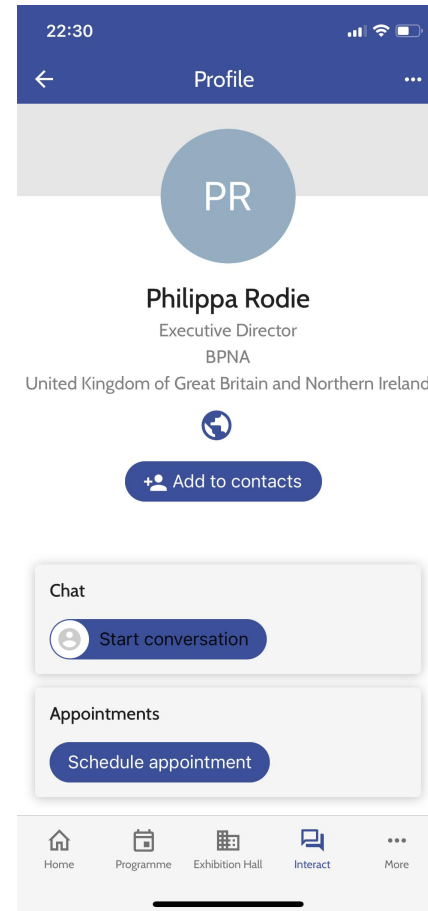 22:30
Profile
PR
Philippa Rodie
Executive Director
BPNA
United Kingdom of Great Britain and Northern Ireland
Add to contacts
Chat
Start conversation
Appointments
Schedule appointment
Home Programme Exhibition Hall Interact More